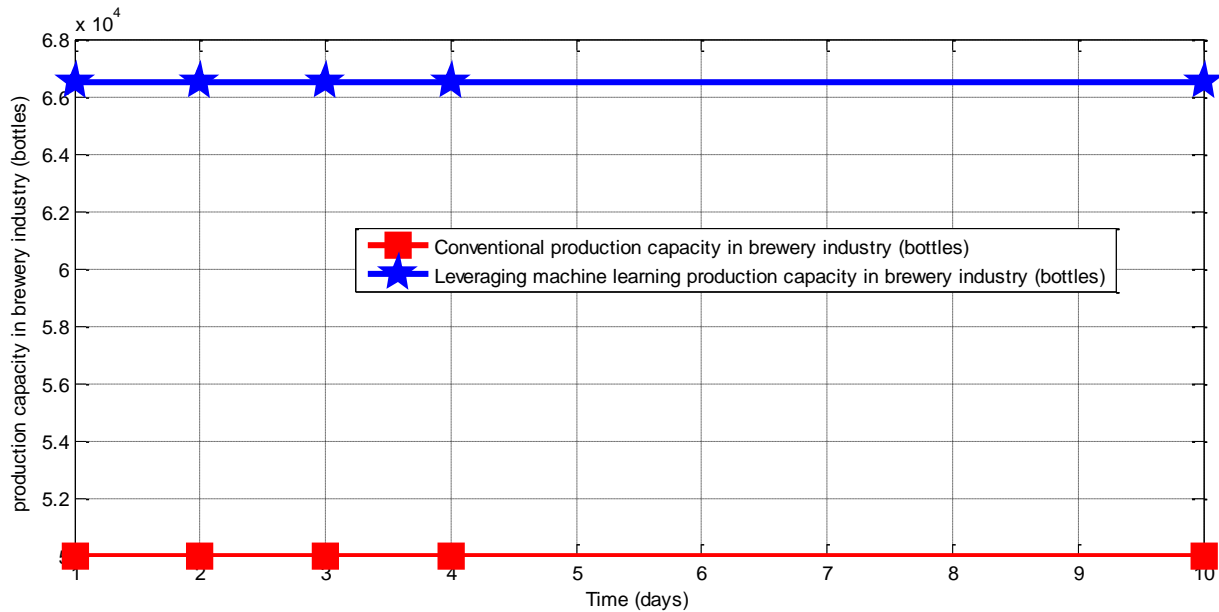 x 10^4
6.8
6.6
6.4
6.2
6
5.8
5.6
5.4
5.2
5
1 2 3 4 5 6 7 8 9 10
Time (days)
production capacity in brewery industry (bottles)
Conventional production capacity in brewery industry (bottles)
Leveraging machine learning production capacity in brewery industry (bottles)